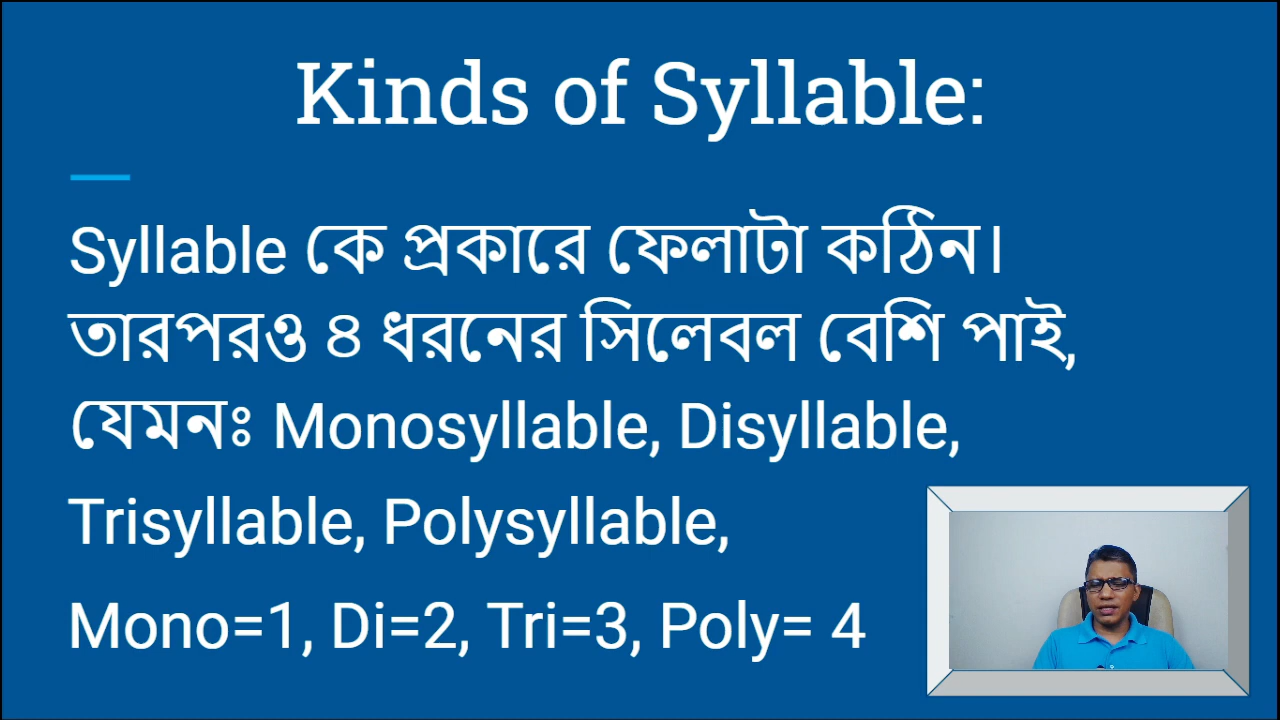 Kinds of Syllable:
Syllable কে প্রকারে ফেলাটা কঠিন।
তারপরও ৪ ধরনের সিলেবল বেশি পাই,
যেমনঃ Monosyllable, Disyllable,
Trisyllable, Polysyllable,
Mono=1, Di=2, Tri=3, Poly= 4